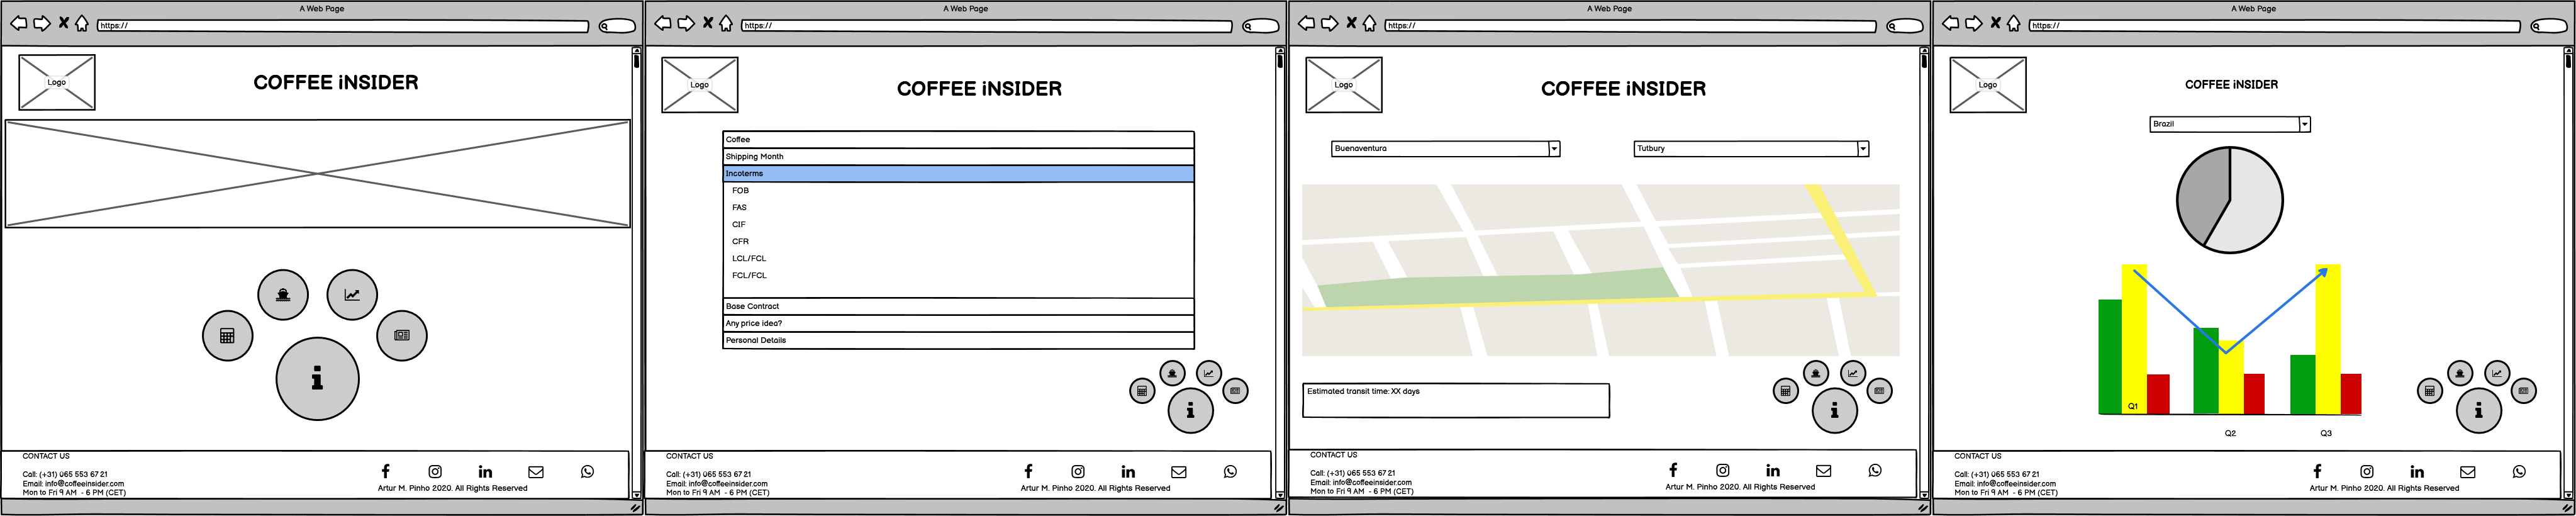 A Web Page
https://
Logo
COFFEE iNSIDER
CONTACT US
Call: (+31) 065 553 67 21
Email: info@coffeeinsider.com
Mon to Fri 9 AM - 6 PM (CET)
Artur M. Pinho 2020. All Rights Reserved
A Web Page
https://
Logo
COFFEE iNSIDER
Coffee
Shipping Month
Incoterms
FOB
FAS
CIF
CFR
LCL/FCL
FCL/FCL
Base Contract
Any price idea?
Personal Details
CONTACT US
Call: (+31) 065 553 67 21
Email: info@coffeeinsider.com
Mon to Fri 9 AM - 6 PM (CET)
Artur M. Pinho 2020. All Rights Reserved
A Web Page
https://
Logo
COFFEE iNSIDER
Buenaventura
Tutbury
Estimated transit time: XX days
CONTACT US
Call: (+31) 065 553 67 21
Email: info@coffeeinsider.com
Mon to Fri 9 AM - 6 PM (CET)
Artur M. Pinho 2020. All Rights Reserved
A Web Page
https://
Logo
COFFEE iNSIDER
Brazil
Q1
Q2
Q3
CONTACT US
Call: (+31) 065 553 67 21
Email: info@coffeeinsider.com
Mon to Fri 9 AM - 6 PM (CET)
Artur M. Pinho 2020. All Rights Reserved